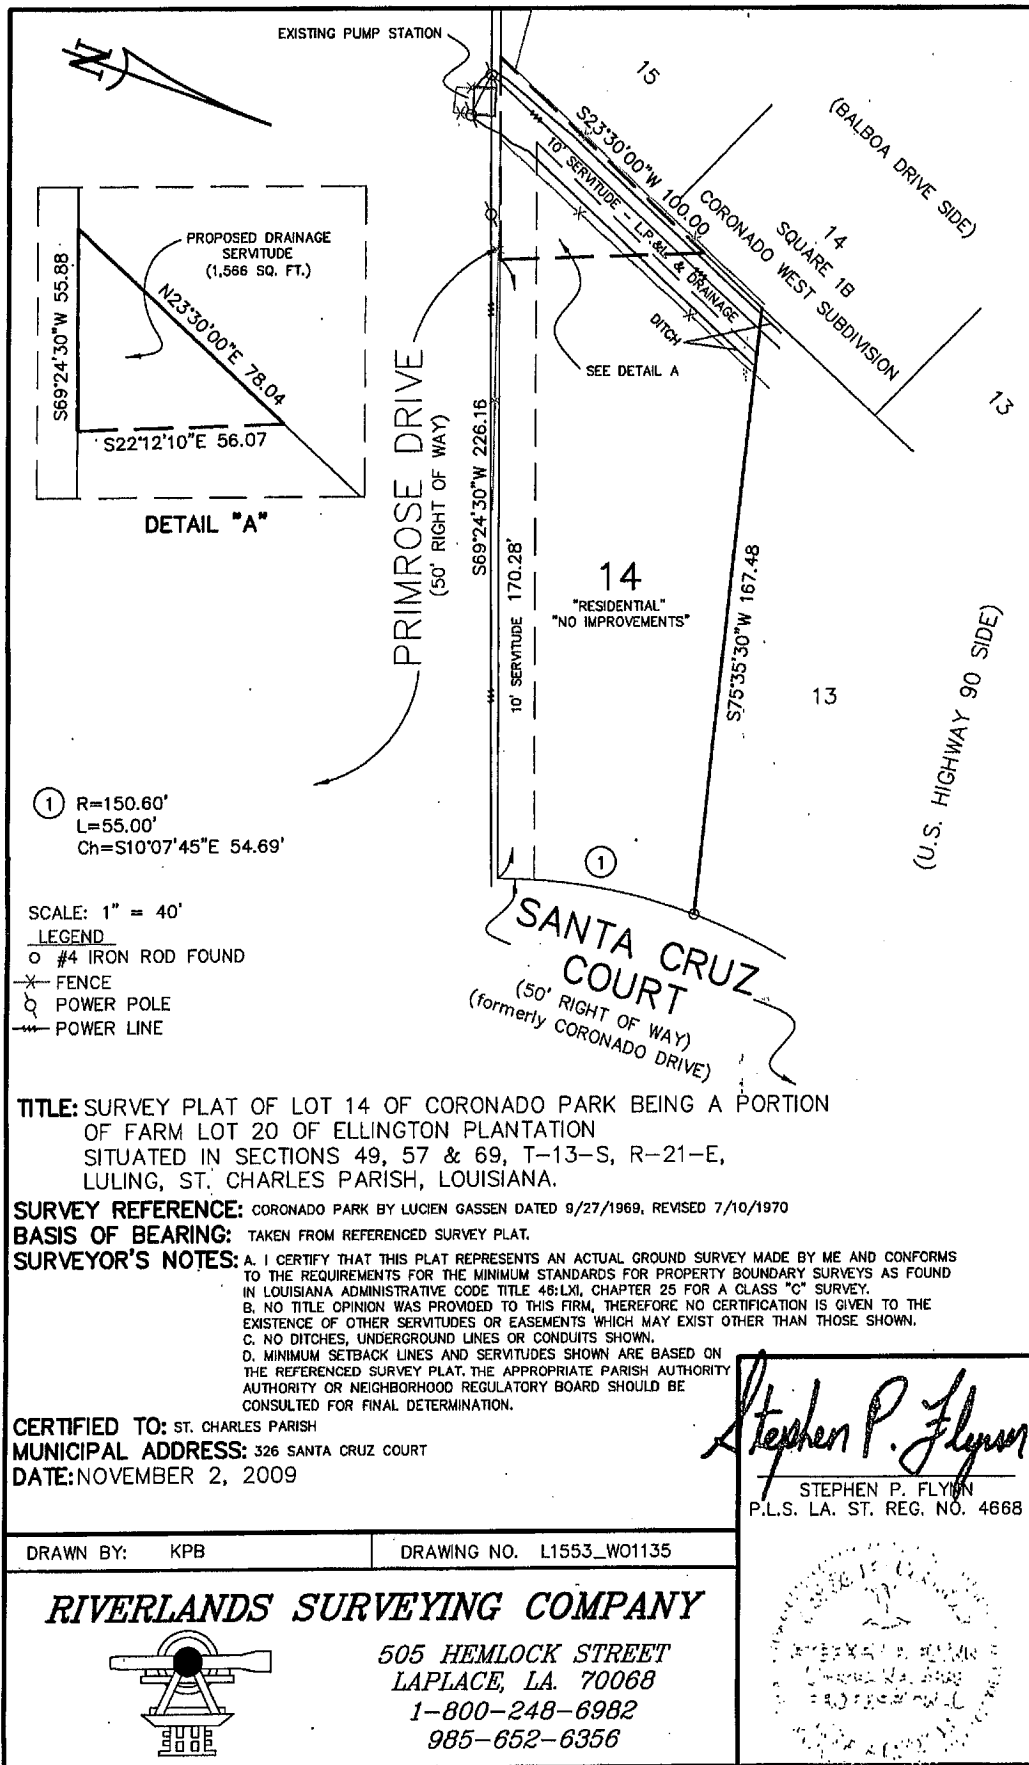 N
EXISTING PUMP STATION
15
(BALBOA DRIVE SIDE)
S23°30'00"W 100.00
10' SERVITUDE - L.P.&L. & DRAINAGE
CORONADO WEST SUBDIVISION
SQUARE 1B
14
13
DITCH
SEE DETAIL A
PROPOSED DRAINAGE
SERVITUDE
(1,566 SQ. FT.)
S69°24'30"W 55.88
N23°30'00"E 78.04
S22°12'10"E 56.07
DETAIL "A"
PRIMROSE DRIVE
(50' RIGHT OF WAY)
S69°24'30"W 226.16
10' SERVITUDE 170.28'
14
"RESIDENTIAL"
"NO IMPROVEMENTS"
S75°35'30"W 167.48
13
(U.S. HIGHWAY 90 SIDE)
1 R=150.60'
L=55.00'
Ch=S10°07'45"E 54.69'
1
SANTA CRUZ
COURT
(50' RIGHT OF WAY)
(formerly CORONADO DRIVE)
SCALE: 1" = 40'
LEGEND
#4 IRON ROD FOUND
FENCE
POWER POLE
POWER LINE
TITLE: SURVEY PLAT OF LOT 14 OF CORONADO PARK BEING A PORTION
OF FARM LOT 20 OF ELLINGTON PLANTATION
SITUATED IN SECTIONS 49, 57 & 69, T-13-S, R-21-E,
LULING, ST. CHARLES PARISH, LOUISIANA.
SURVEY REFERENCE: CORONADO PARK BY LUCIEN GASSEN DATED 9/27/1969, REVISED 7/10/1970
BASIS OF BEARING: TAKEN FROM REFERENCED SURVEY PLAT.
SURVEYOR'S NOTES: A. I CERTIFY THAT THIS PLAT REPRESENTS AN ACTUAL GROUND SURVEY MADE BY ME AND CONFORMS
TO THE REQUIREMENTS FOR THE MINIMUM STANDARDS FOR PROPERTY BOUNDARY SURVEYS AS FOUND
IN LOUISIANA ADMINISTRATIVE CODE TITLE 46:LXI, CHAPTER 25 FOR A CLASS "C" SURVEY.
B. NO TITLE OPINION WAS PROVIDED TO THIS FIRM, THEREFORE NO CERTIFICATION IS GIVEN TO THE
EXISTENCE OF OTHER SERVITUDES OR EASEMENTS WHICH MAY EXIST OTHER THAN THOSE SHOWN.
C. NO DITCHES, UNDERGROUND LINES OR CONDUITS SHOWN.
D. MINIMUM SETBACK LINES AND SERVITUDES SHOWN ARE BASED ON
THE REFERENCED SURVEY PLAT. THE APPROPRIATE PARISH AUTHORITY
AUTHORITY OR NEIGHBORHOOD REGULATORY BOARD SHOULD BE
CONSULTED FOR FINAL DETERMINATION.
CERTIFIED TO: ST. CHARLES PARISH
MUNICIPAL ADDRESS: 326 SANTA CRUZ COURT
DATE: NOVEMBER 2, 2009
Stephen P. Flynn
STEPHEN P. FLYNN
P.L.S. LA. ST. REG. NO. 4668
DRAWN BY: KPB
DRAWING NO. L1553_WO1135
RIVERLANDS SURVEYING COMPANY
505 HEMLOCK STREET
LAPLACE, LA. 70068
1-800-248-6982
985-652-6356